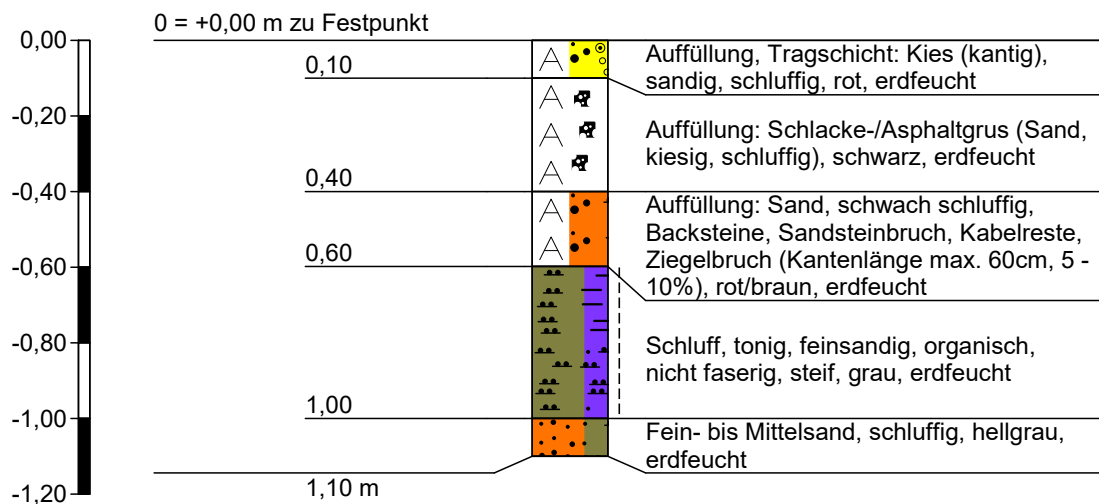 0 = +0,00 m zu Festpunkt
0,00
-0,20
-0,40
-0,60
-0,80
-1,00
-1,20
0,10
0,40
0,60
1,00
1,10 m
A
A
A
A
A
A
Auffüllung, Tragschicht: Kies (kantig),
sandig, schluffig, rot, erdfeucht
Auffüllung: Schlacke-/Asphaltgrus (Sand,
kiesig, schluffig), schwarz, erdfeucht
Auffüllung: Sand, schwach schluffig,
Backsteine, Sandsteinbruch, Kabelreste,
Ziegelbruch (Kantenlänge max. 60cm, 5 -
10%), rot/braun, erdfeucht
Schluff, tonig, feinsandig, organisch,
nicht faserig, steif, grau, erdfeucht
Fein- bis Mittelsand, schluffig, hellgrau,
erdfeucht